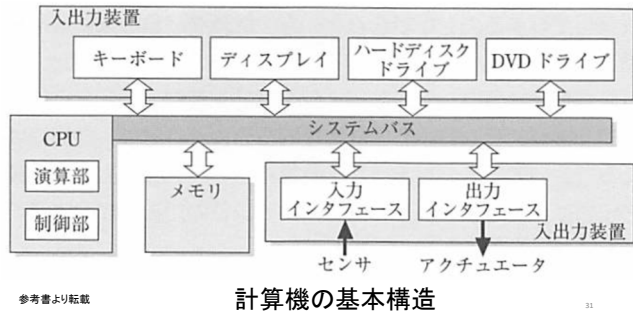 入出力装置
キーボード
ディスプレイ
ハードディスク
ドライブ
DVD ドライブ
システムバス
CPU
演算部
制御部
メモリ
入力
インタフェース
出力
インタフェース
入出力装置
センサ
アクチュエータ
参考書より転載
計算機の基本構造
31